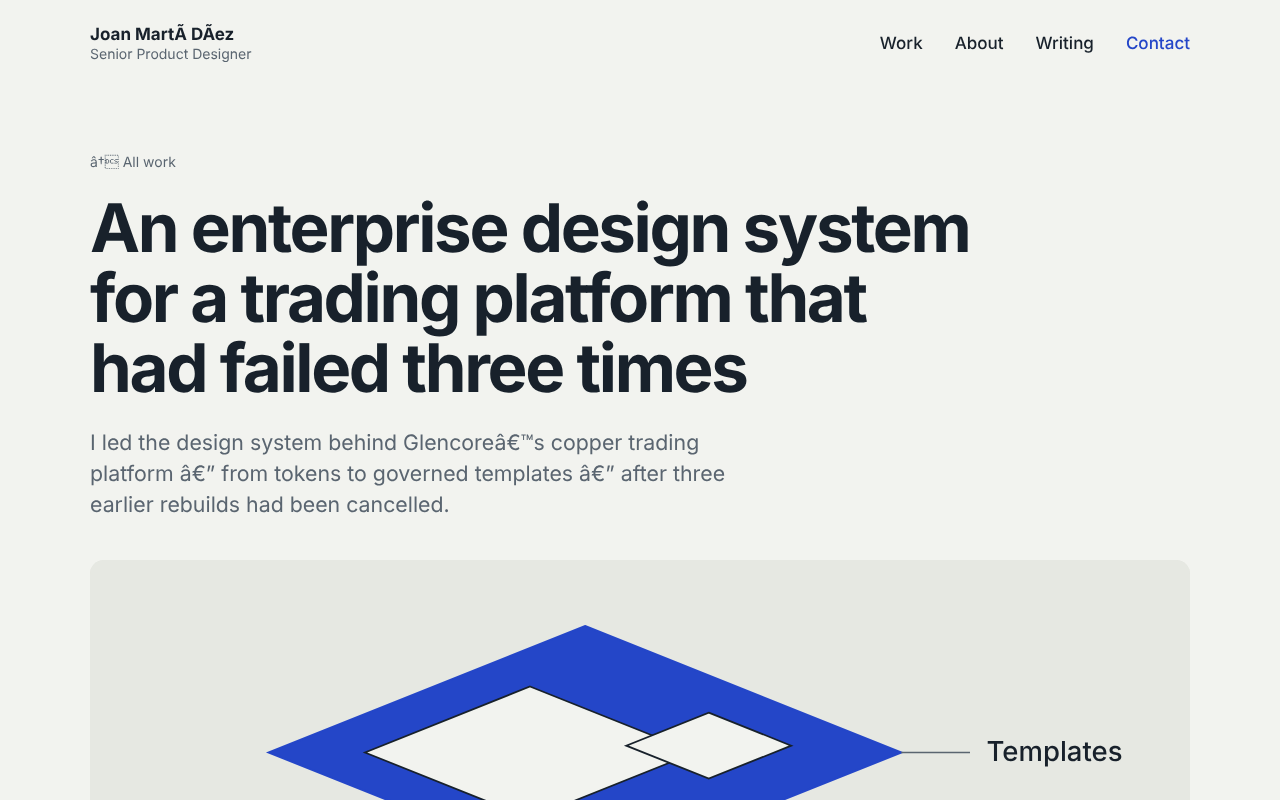 Joan MartÃ­ DÃ­ez
Senior Product Designer
Work About Writing Contact
â† All work
An enterprise design system
for a trading platform that
had failed three times
I led the design system behind Glencoreâ€™s copper trading
platform â€” from tokens to governed templates â€” after three
earlier rebuilds had been cancelled.
Templates